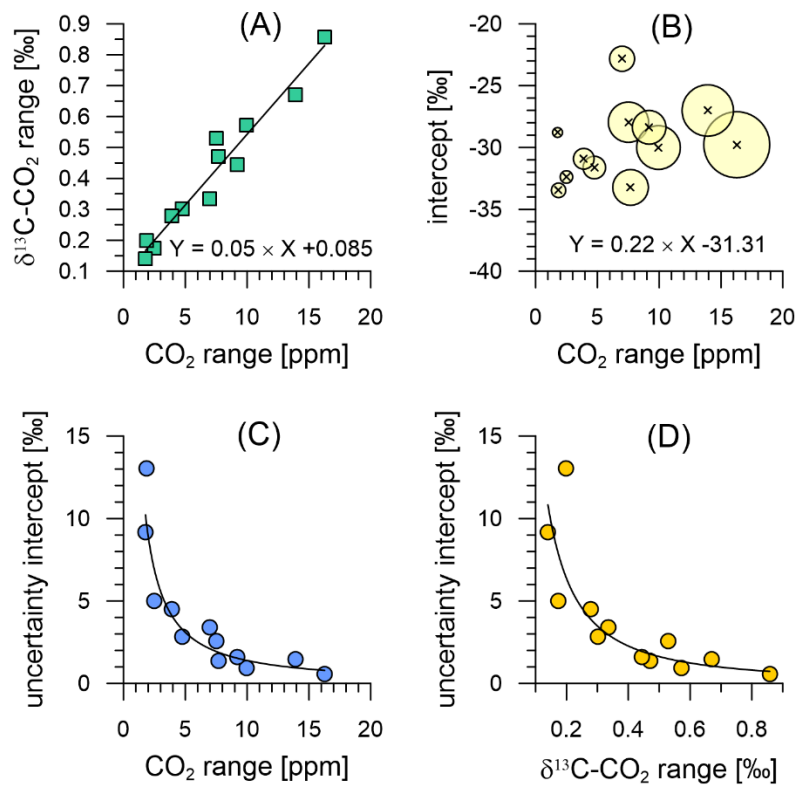 (A)
δ¹³C-CO₂ range [‰]
0.9
0.8
0.7
0.6
0.5
0.4
0.3
0.2
0.1
Y = 0.05 × X +0.085
0 5 10 15 20
CO₂ range [ppm]
(B)
intercept [‰]
-20
-25
-30
-35
-40
Y = 0.22 × X -31.31
0 5 10 15 20
CO₂ range [ppm]
(C)
uncertainty intercept [‰]
15
10
5
0
0 5 10 15 20
CO₂ range [ppm]
(D)
uncertainty intercept [‰]
15
10
5
0
0.2 0.4 0.6 0.8
δ¹³C-CO₂ range [‰]